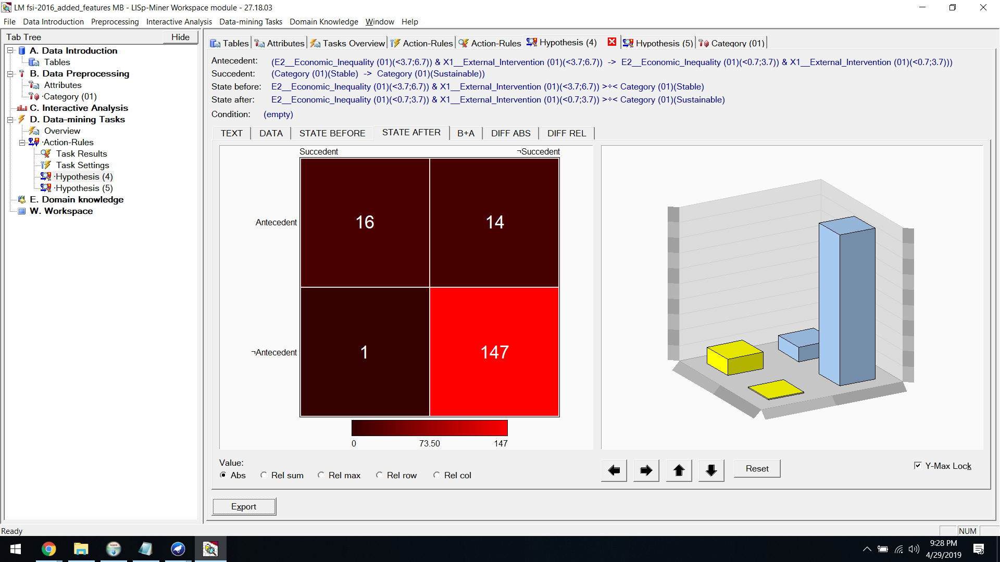 LM fsi-2016_added_features MB - LISp-Miner Workspace module - 27.18.03
File Data Introduction Preprocessing Interactive Analysis Data-mining Tasks Domain Knowledge Window Help
Tab Tree Hide
A. Data Introduction
Tables
B. Data Preprocessing
Attributes
·Category (01)
C. Interactive Analysis
D. Data-mining Tasks
Overview
·Action-Rules
Task Results
Task Settings
·Hypothesis (4)
·Hypothesis (5)
E. Domain knowledge
W. Workspace
Tables Attributes Tasks Overview Action-Rules Action-Rules Hypothesis (4) Hypothesis (5) Category (01)
Antecedent: (E2__Economic_Inequality (01)(<3.7;6.7)) & X1__External_Intervention (01)(<3.7;6.7)) -> E2__Economic_Inequality (01)(<0.7;3.7)) & X1__External_Intervention (01)(<0.7;3.7)))
Succedent: (Category (01)(Stable) -> Category (01)(Sustainable))
State before: E2__Economic_Inequality (01)(<3.7;6.7)) & X1__External_Intervention (01)(<3.7;6.7)) >÷< Category (01)(Stable)
State after: E2__Economic_Inequality (01)(<0.7;3.7)) & X1__External_Intervention (01)(<0.7;3.7)) >÷< Category (01)(Sustainable)
Condition: (empty)
TEXT DATA STATE BEFORE STATE AFTER B+A DIFF ABS DIFF REL
Succedent ¬Succedent
Antecedent 16 14
¬Antecedent 1 147
0 73.50 147
Value:
Abs Rel sum Rel max Rel row Rel col
Reset
Y-Max Lock
Export
Ready
NUM
9:28 PM
4/29/2019